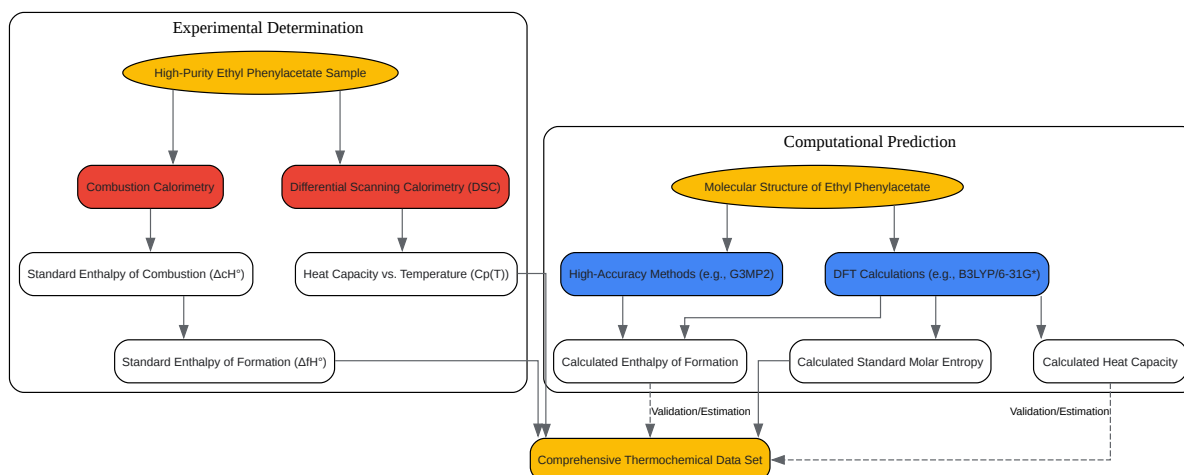 Experimental Determination
High-Purity Ethyl Phenylacetate Sample
Combustion Calorimetry
Differential Scanning Calorimetry (DSC)
Standard Enthalpy of Combustion (ΔcH°)
Heat Capacity vs. Temperature (Cp(T))
Standard Enthalpy of Formation (ΔfH°)
Computational Prediction
Molecular Structure of Ethyl Phenylacetate
High-Accuracy Methods (e.g., G3MP2)
DFT Calculations (e.g., B3LYP/6-31G*)
Calculated Enthalpy of Formation
Calculated Standard Molar Entropy
Calculated Heat Capacity
Validation/Estimation
Validation/Estimation
Comprehensive Thermochemical Data Set